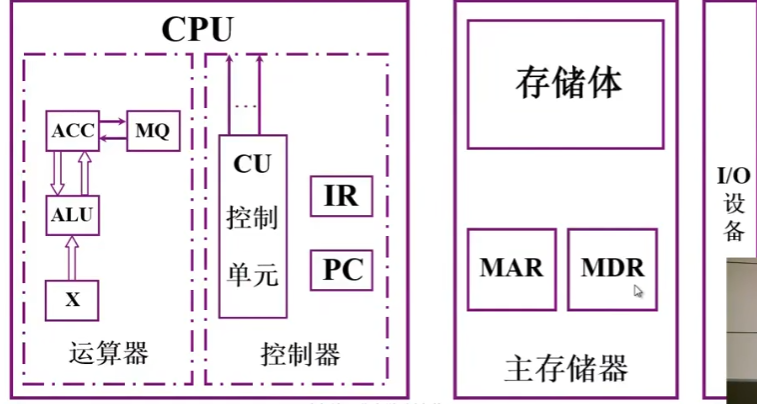 CPU
ACC
MQ
ALU
X
运算器
...
CU
控制
单元
IR
PC
控制器
存储体
MAR
MDR
主存储器
I/O
设
备